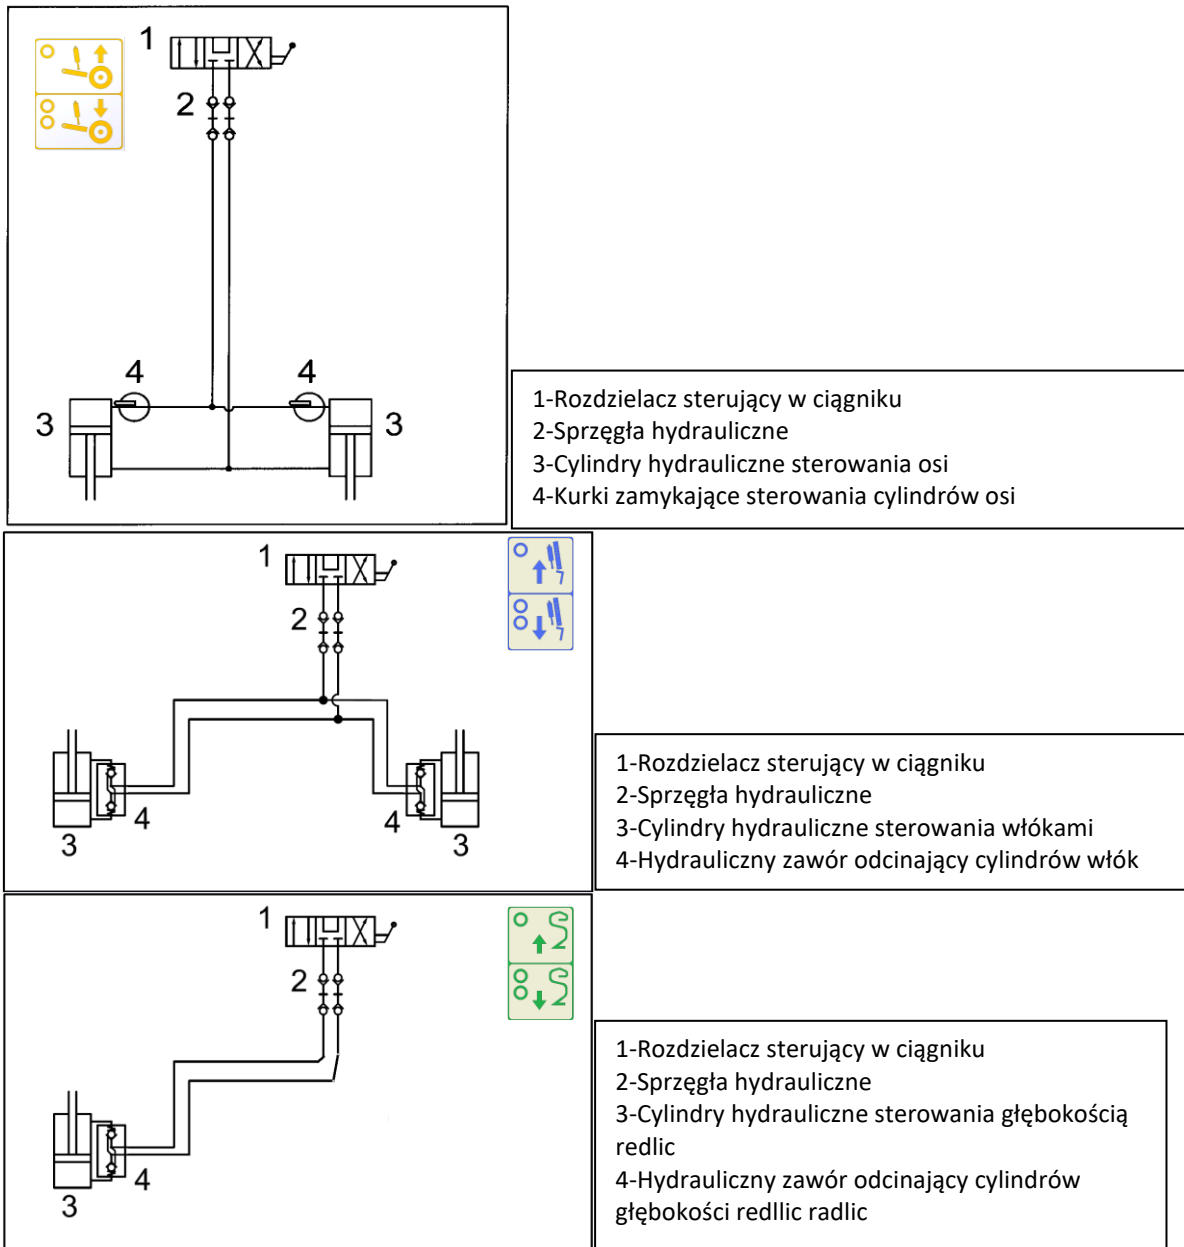 1
2
4
4
3
3
1-Rozdzielacz sterujący w ciągniku
2-Sprzęgła hydrauliczne
3-Cylindry hydrauliczne sterowania osi
4-Kurki zamykające sterowania cylindrów osi
1
2
4
4
3
3
1-Rozdzielacz sterujący w ciągniku
2-Sprzęgła hydrauliczne
3-Cylindry hydrauliczne sterowania włókami
4-Hydrauliczny zawór odcinający cylindrów włók
1
2
4
3
1-Rozdzielacz sterujący w ciągniku
2-Sprzęgła hydrauliczne
3-Cylindry hydrauliczne sterowania głębokością
redlic
4-Hydrauliczny zawór odcinający cylindrów
głębokości redllic radlic